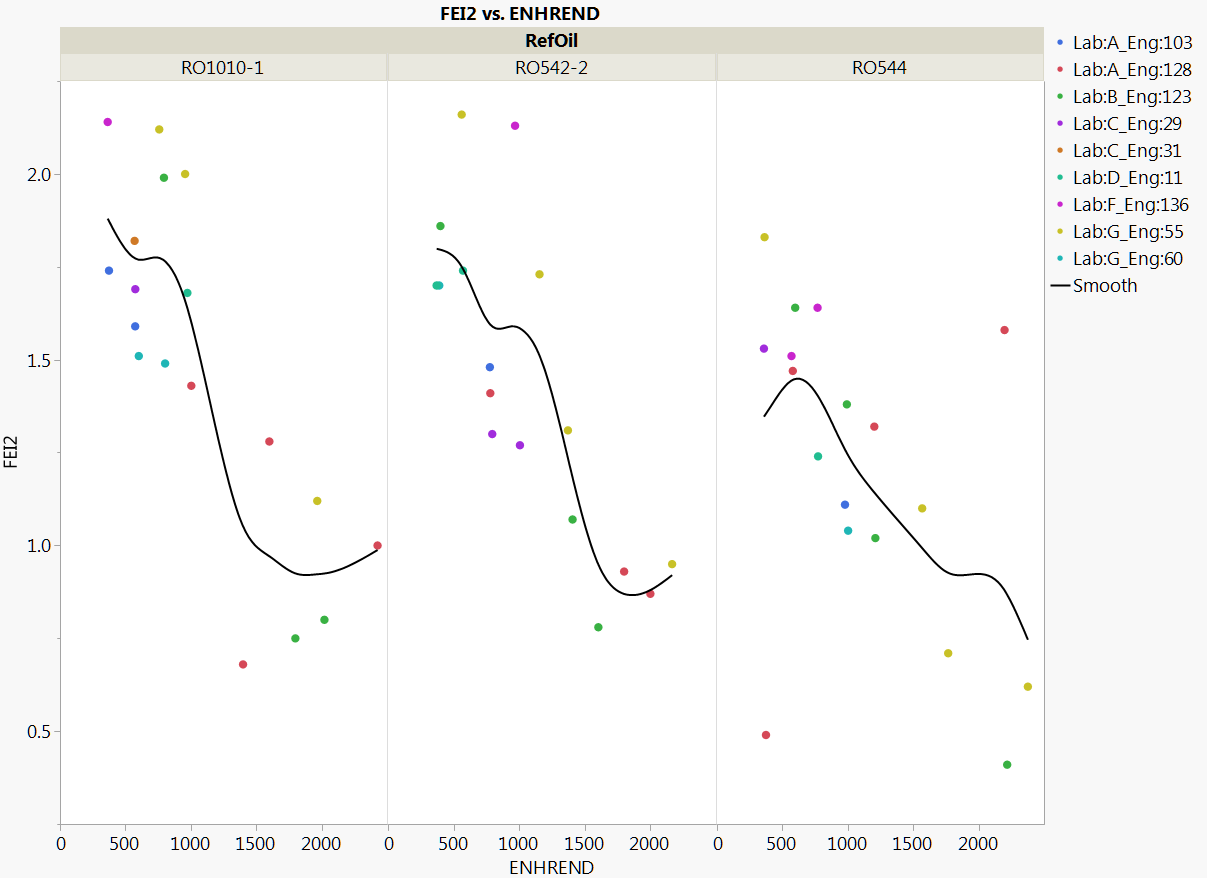 FEI2 vs. ENHREND
RefOil
RO1010-1 RO542-2 RO544
Lab:A_Eng:103
Lab:A_Eng:128
Lab:B_Eng:123
Lab:C_Eng:29
Lab:C_Eng:31
Lab:D_Eng:11
Lab:F_Eng:136
Lab:G_Eng:55
Lab:G_Eng:60
Smooth
FEI2
2.0
1.5
1.0
0.5
0 500 1000 1500 2000 0 500 1000 1500 2000 0 500 1000 1500 2000
ENHREND